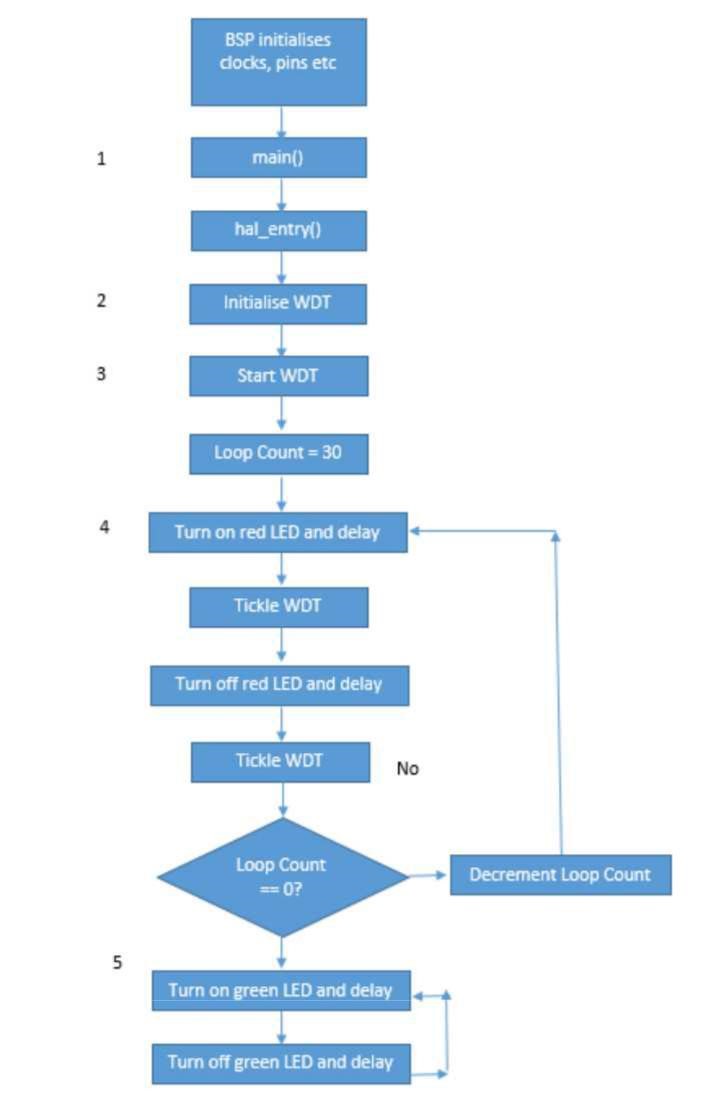 BSP initialises
clocks, pins etc
1
main()
hal_entry()
2
Initialise WDT
3
Start WDT
Loop Count = 30
4
Turn on red LED and delay
Tickle WDT
Turn off red LED and delay
Tickle WDT
No
Loop Count
== 0?
Decrement Loop Count
5
Turn on green LED and delay
Turn off green LED and delay